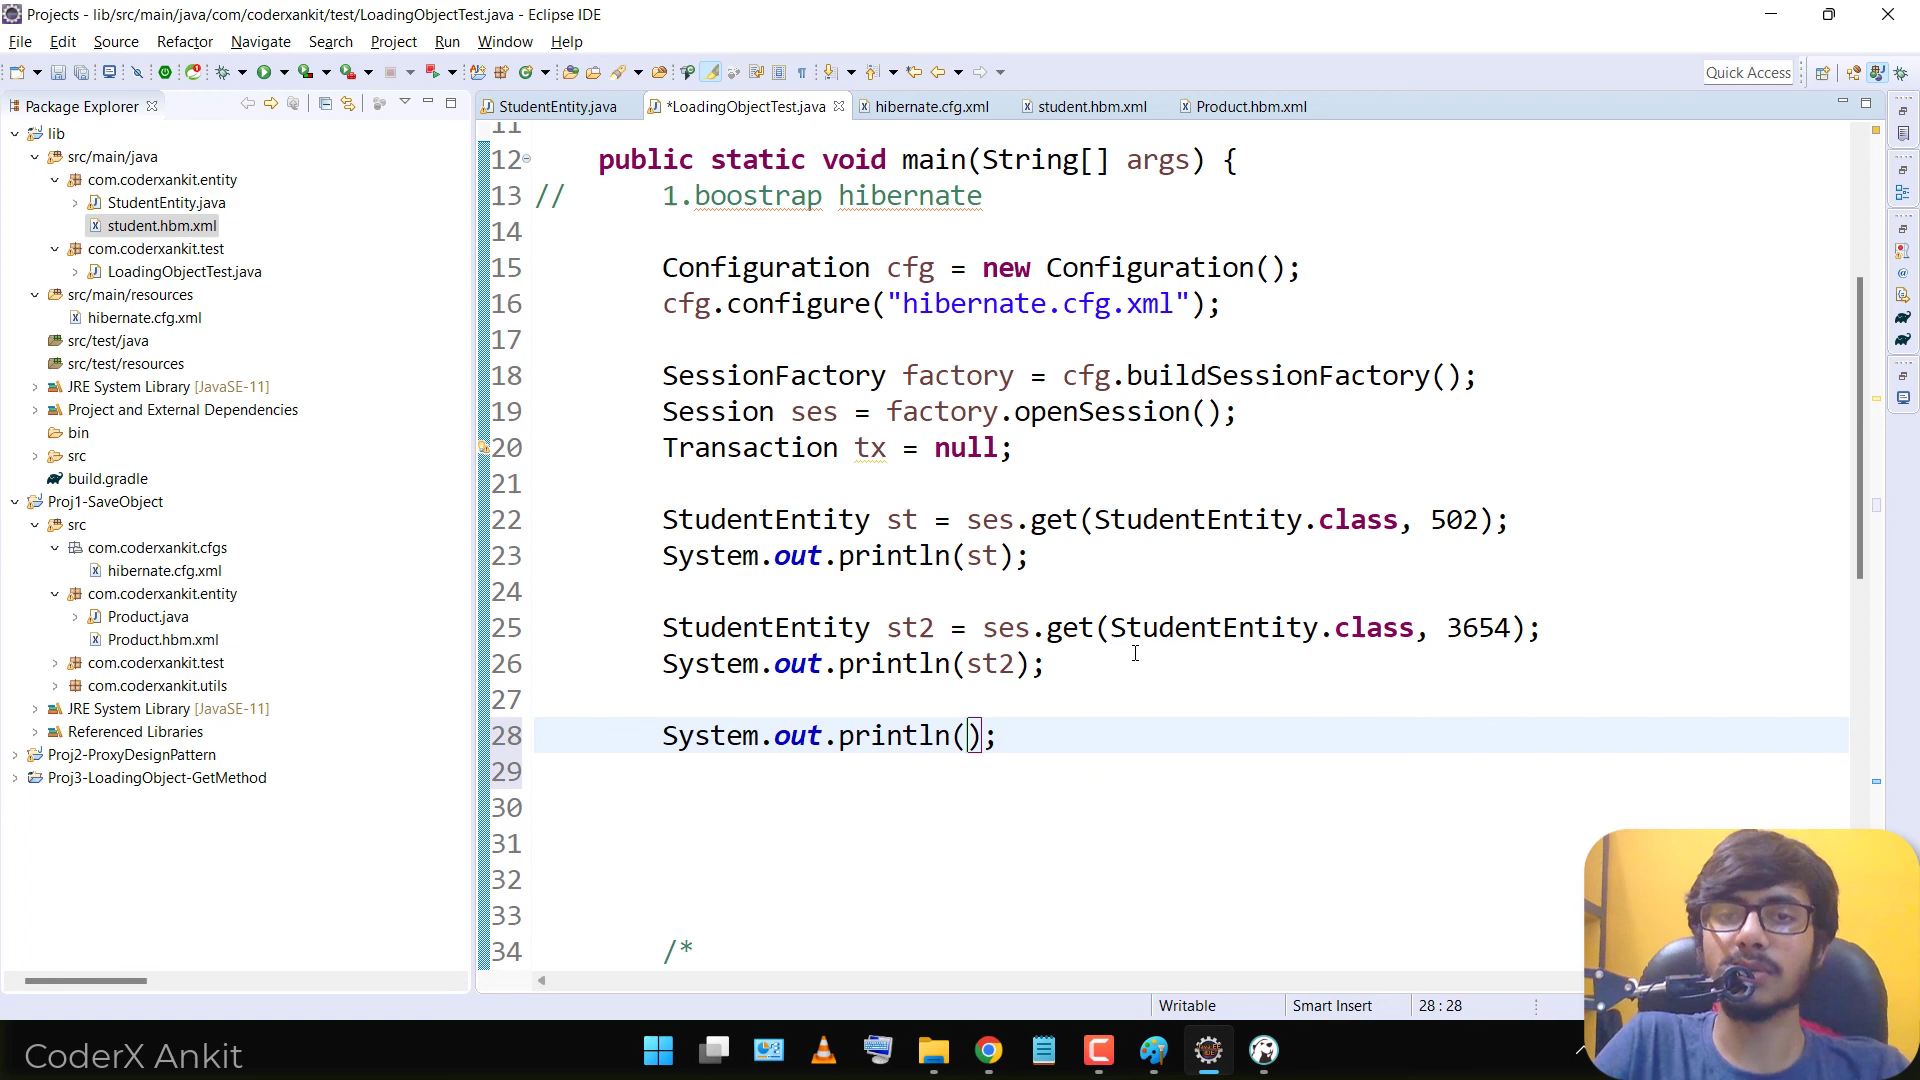 Projects - lib/src/main/java/com/coderxankit/test/LoadingObjectTest.java - Eclipse IDE
File Edit Source Refactor Navigate Search Project Run Window Help
Quick Access
Package Explorer
StudentEntity.java *LoadingObjectTest.java hibernate.cfg.xml student.hbm.xml Product.hbm.xml
lib
src/main/java
com.coderxankit.entity
StudentEntity.java
student.hbm.xml
com.coderxankit.test
LoadingObjectTest.java
src/main/resources
hibernate.cfg.xml
src/test/java
src/test/resources
JRE System Library [JavaSE-11]
Project and External Dependencies
bin
src
build.gradle
Proj1-SaveObject
src
com.coderxankit.cfgs
hibernate.cfg.xml
com.coderxankit.entity
Product.java
Product.hbm.xml
com.coderxankit.test
com.coderxankit.utils
JRE System Library [JavaSE-11]
Referenced Libraries
Proj2-ProxyDesignPattern
Proj3-LoadingObject-GetMethod
11
12 public static void main(String[] args) {
13 // 1.boostrap hibernate
14
15 Configuration cfg = new Configuration();
16 cfg.configure("hibernate.cfg.xml");
17
18 SessionFactory factory = cfg.buildSessionFactory();
19 Session ses = factory.openSession();
20 Transaction tx = null;
21
22 StudentEntity st = ses.get(StudentEntity.class, 502);
23 System.out.println(st);
24
25 StudentEntity st2 = ses.get(StudentEntity.class, 3654);
26 System.out.println(st2);
27
28 System.out.println();
29
30
31
32
33
34 /*
Writable Smart Insert 28 : 28
CoderX Ankit